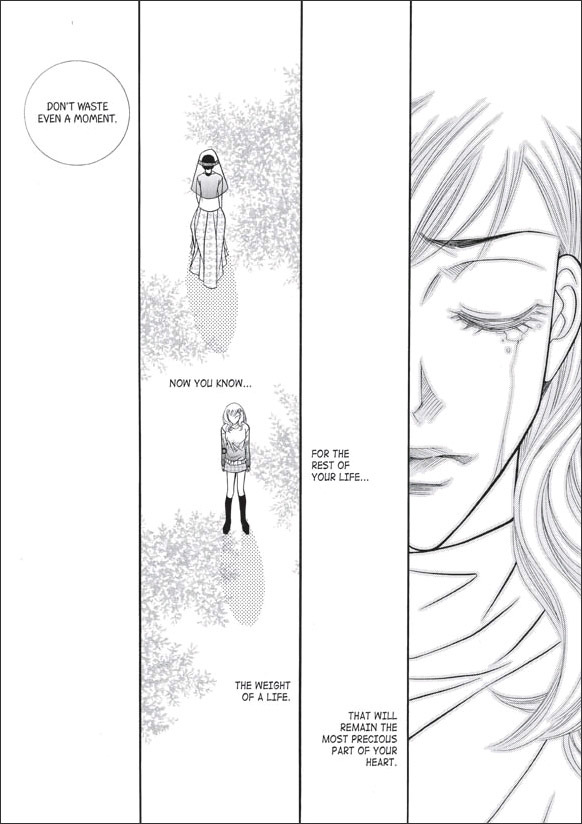 DON'T WASTE
EVEN A MOMENT.
NOW YOU KNOW...
THE WEIGHT
OF A LIFE.
FOR THE
REST OF
YOUR LIFE...
THAT WILL
REMAIN THE
MOST PRECIOUS
PART OF YOUR
HEART.